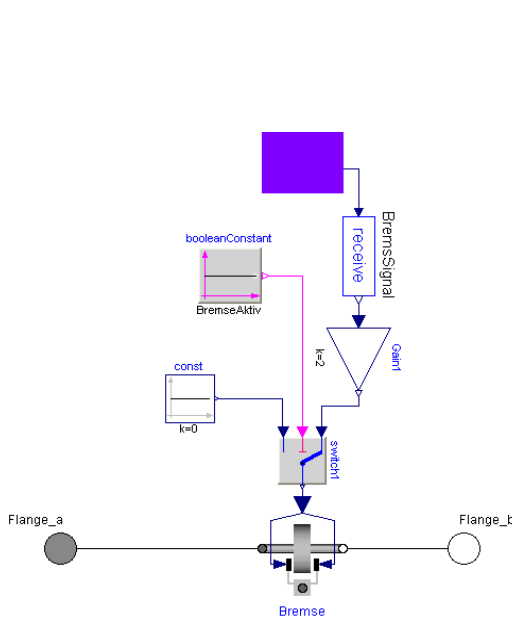 BremsSignal
receive
booleanConstant
BremseAktiv
Gain1
k=2
const
k=0
switch1
Flange_a
Flange_b
Bremse